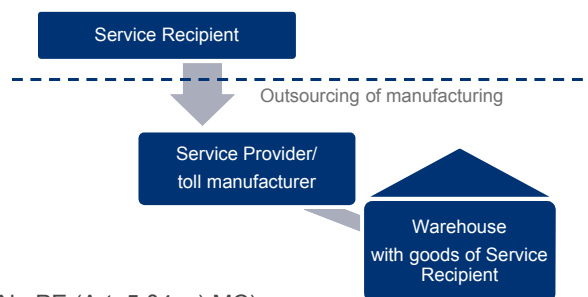 Service Recipient
Outsourcing of manufacturing
Service Provider/
toll manufacturer
Warehouse
with goods of Service
Recipient